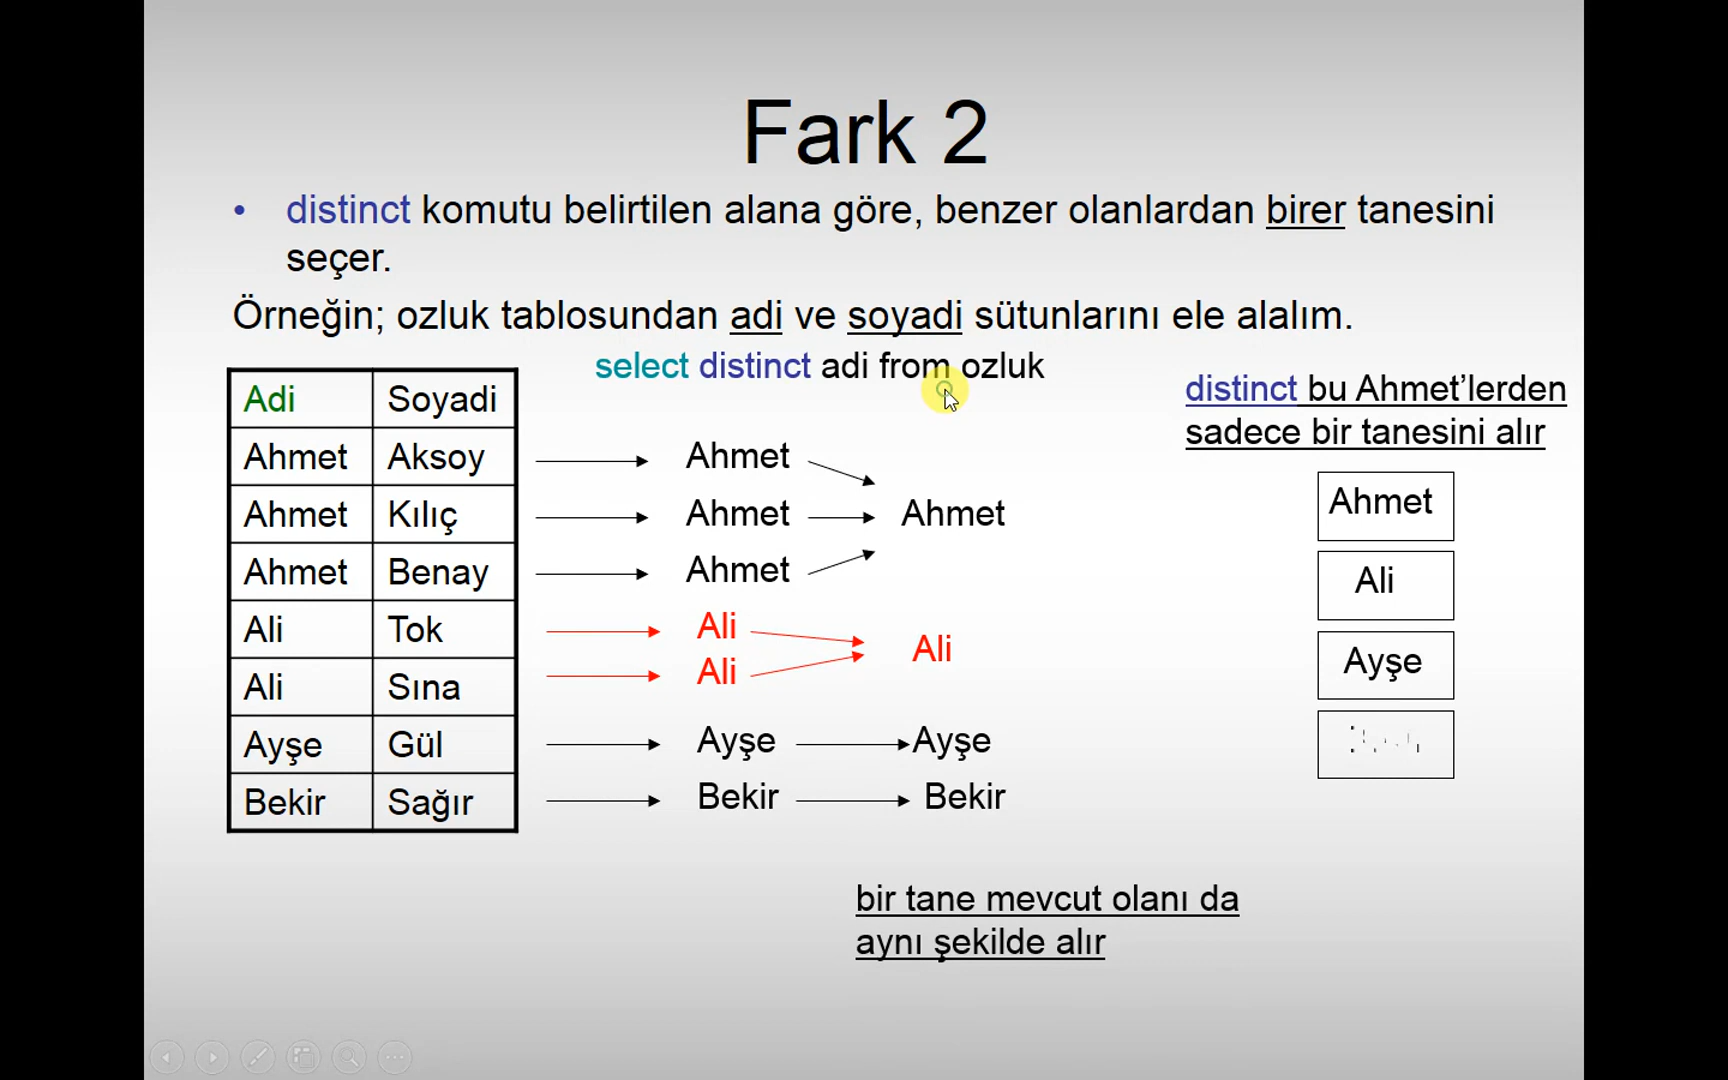 Fark 2
• distinct komutu belirtilen alana göre, benzer olanlardan birer tanesini
seçer.
Örneğin; ozluk tablosundan adi ve soyadi sütunlarını ele alalım.
select distinct adi from ozluk
distinct bu Ahmet’lerden
sadece bir tanesini alır
Adi Soyadi
Ahmet Aksoy
Ahmet Kılıç
Ahmet Benay
Ali Tok
Ali Sına
Ayşe Gül
Bekir Sağır
Ahmet
Ahmet
Ahmet
Ali
Ali
Ayşe
Bekir
Ahmet
Ali
Ayşe
Bekir
Ahmet
Ali
Ayşe
bir tane mevcut olanı da
aynı şekilde alır